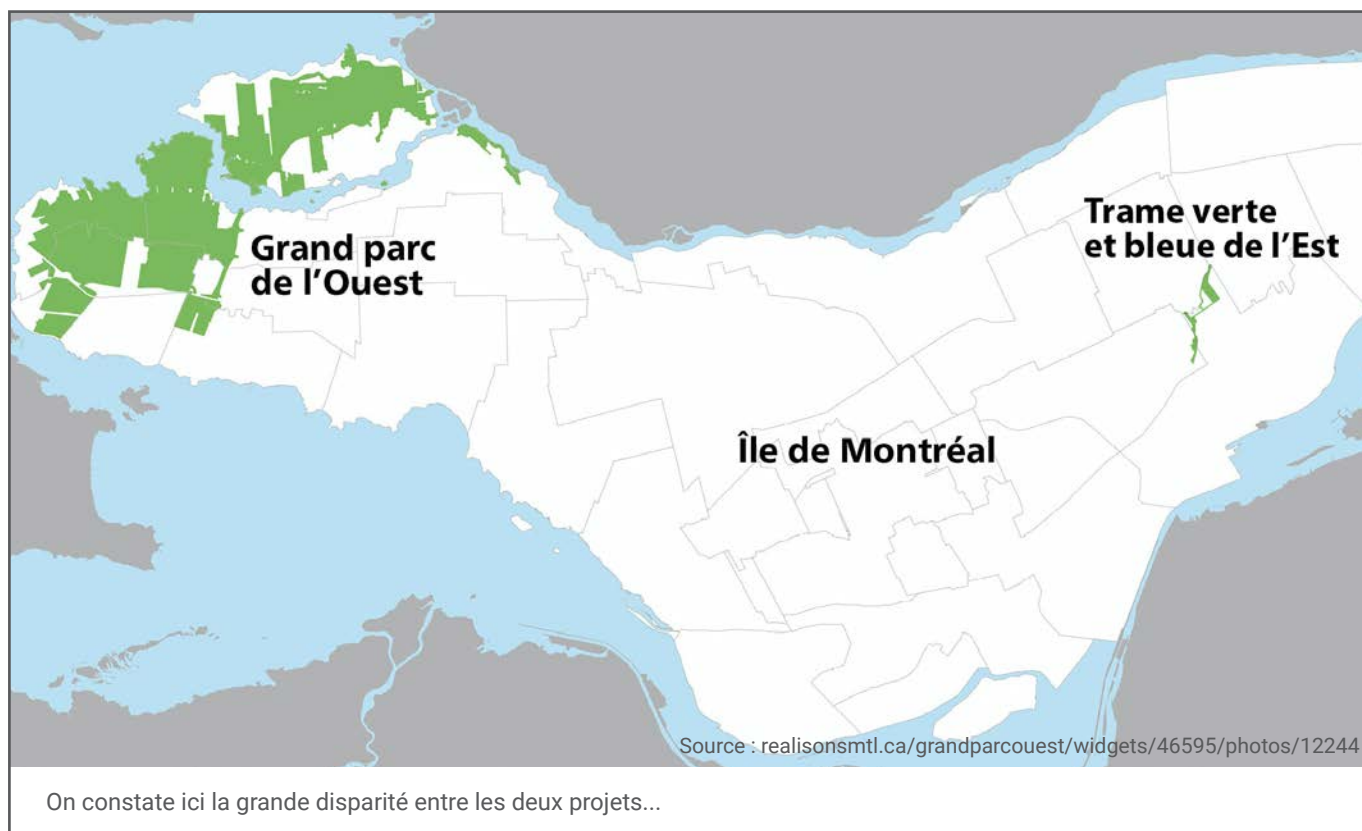 Trame verte
et bleue de l'Est
Grand parc
de l'Ouest
Île de Montréal
Source : realisonsmtl.ca/grandparcouest/widgets/46595/photos/12244
On constate ici la grande disparité entre les deux projets...